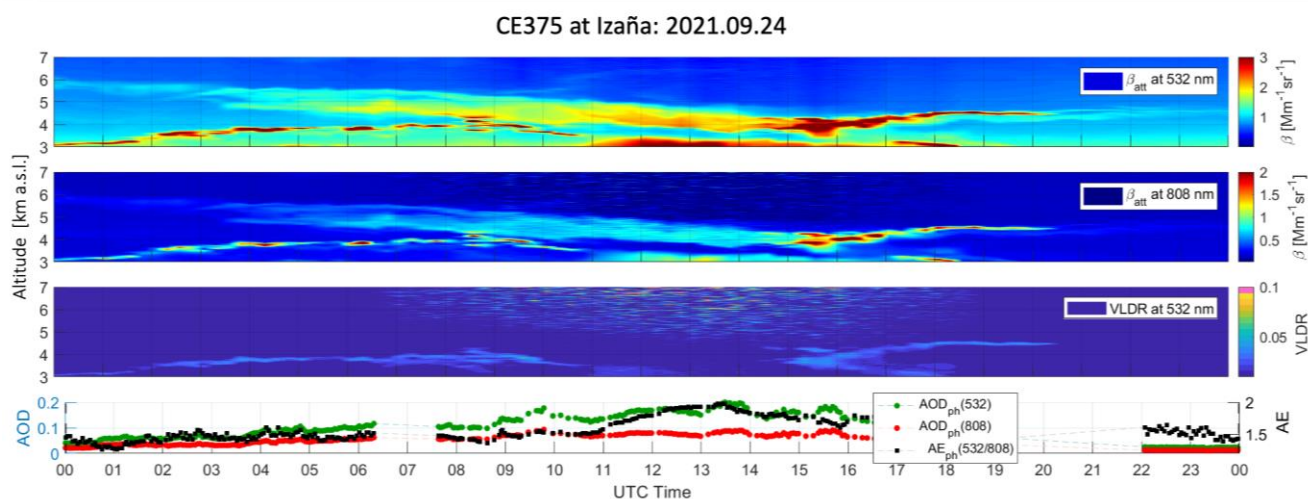 CE375 at Izaña: 2021.09.24
7
6
5
4
3
β_att at 532 nm
3
2
1
β [Mm⁻¹sr⁻¹]
Altitude [km a.s.l.]
7
6
5
4
3
β_att at 808 nm
2
1.5
1
0.5
β [Mm⁻¹sr⁻¹]
7
6
5
4
3
VLDR at 532 nm
0.1
0.05
VLDR
AOD
0.2
0.1
0
AOD_ph(532)
AOD_ph(808)
AE_ph(532/808)
2
1.5
AE
00 01 02 03 04 05 06 07 08 09 10 11 12 13 14 15 16 17 18 19 20 22 23 00
UTC Time